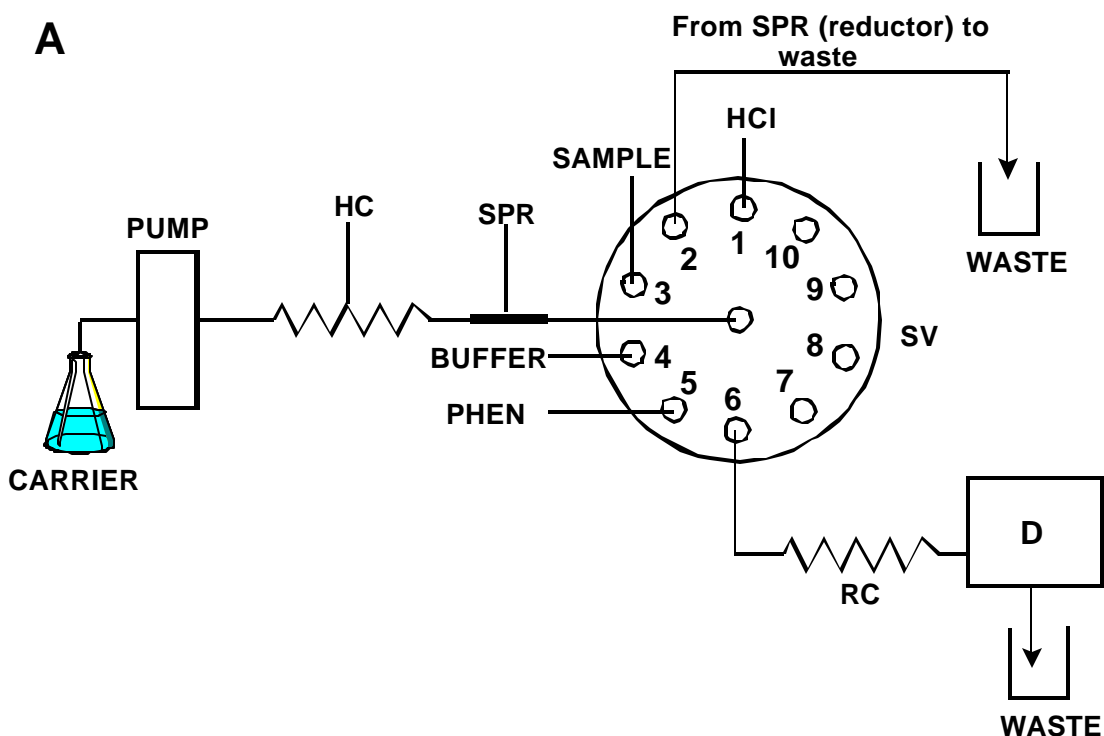 A
From SPR (reductor) to
waste
HCl
SAMPLE
HC
SPR
PUMP
WASTE
1
2
10
3
9
SV
8
BUFFER
4
5
7
PHEN
6
CARRIER
D
RC
WASTE